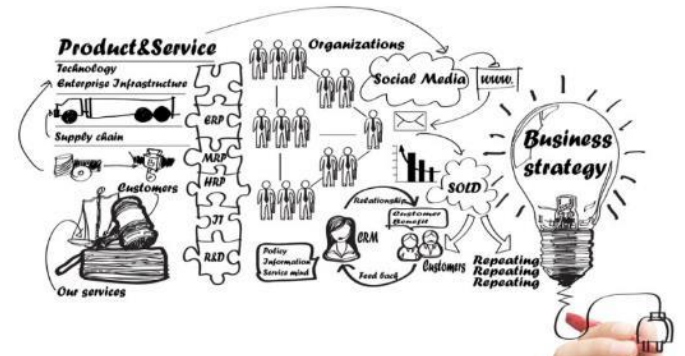 Product&Service
Technology
Enterprise Infrastructure
Supply chain
Customers
Our services
ERP
MRP
HRP
IT
R&D
Organizations
Social Media
www.
SOLD
Relationship
Customer
Benefit
CRM
Policy
Information
Service mind
Feed back
Customers
Business
strategy
Repeating
Repeating
Repeating